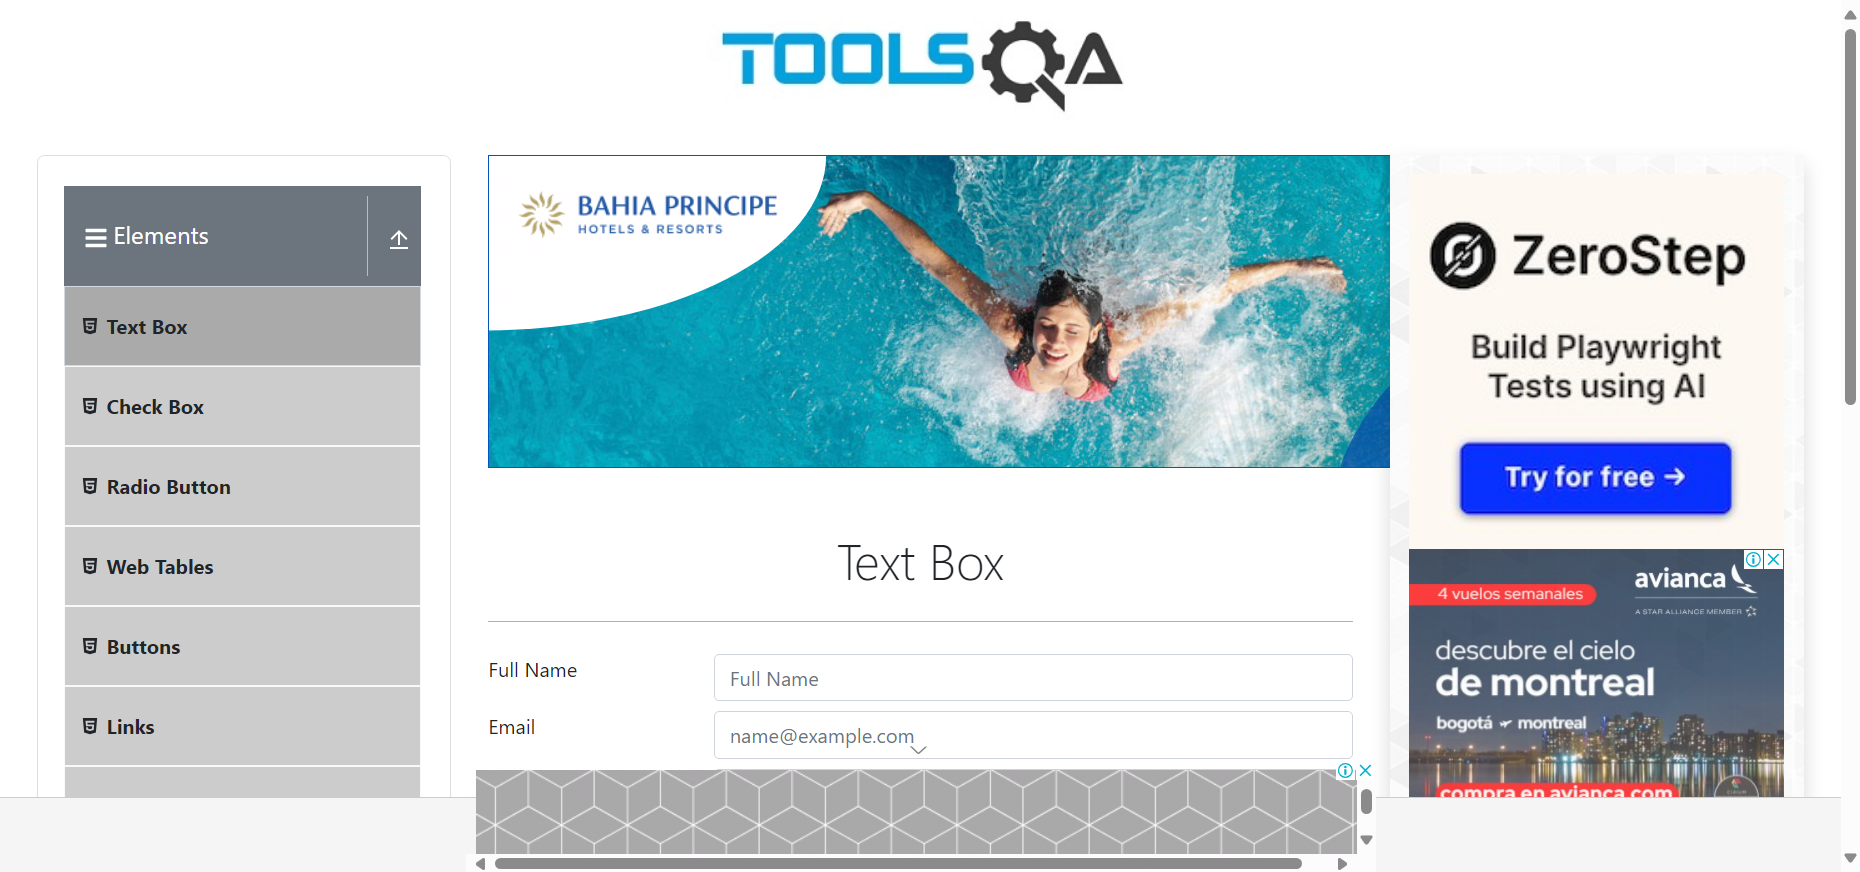 TOOLSQA
Elements
Text Box
Check Box
Radio Button
Web Tables
Buttons
Links
BAHIA PRINCIPE
HOTELS & RESORTS
Text Box
Full Name
Full Name
Email
name@example.com
ZeroStep
Build Playwright
Tests using AI
Try for free →
avianca
A STAR ALLIANCE MEMBER
4 vuelos semanales
descubre el cielo
de montreal
bogotá montreal
compra en avianca.com